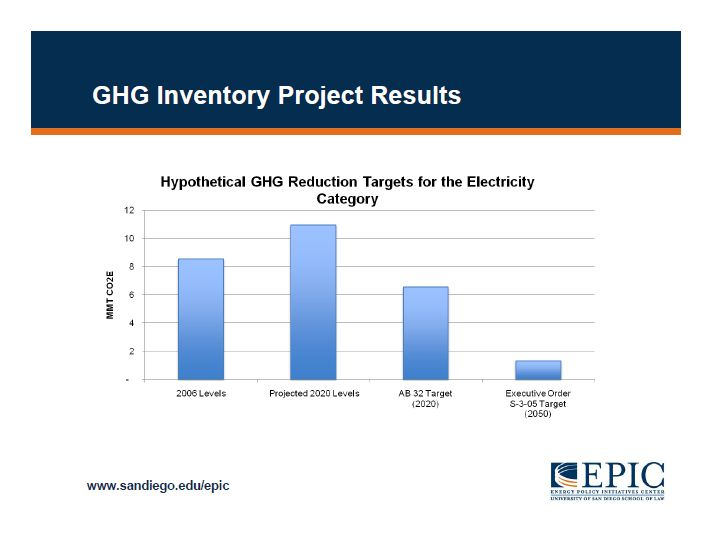 GHG Inventory Project Results
Hypothetical GHG Reduction Targets for the Electricity
Category
12
10
8
6
4
2
-
MMT CO2E
2006 Levels
Projected 2020 Levels
AB 32 Target
(2020)
Executive Order
S-3-05 Target
(2050)
www.sandiego.edu/epic
EPIC
ENERGY POLICY INITIATIVES CENTER
UNIVERSITY OF SAN DIEGO SCHOOL OF LAW